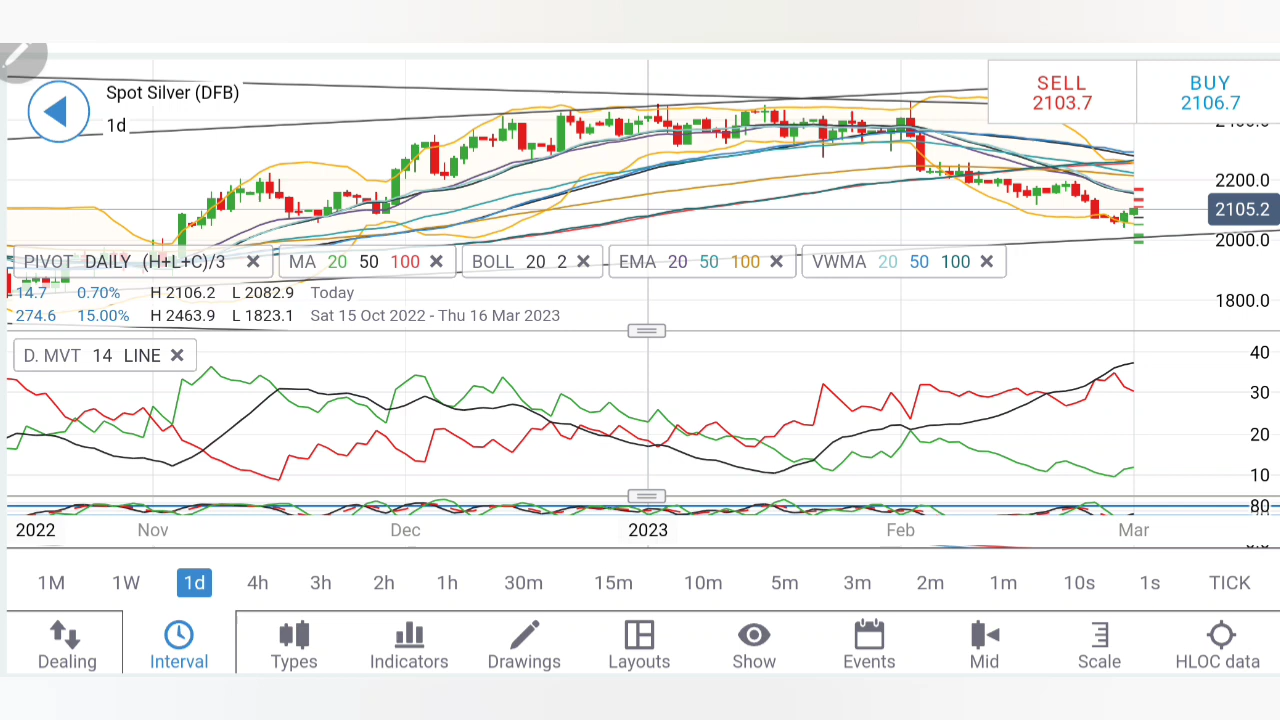 Spot Silver (DFB)
1d
SELL
2103.7
BUY
2106.7
2200.0
2105.2
2000.0
1800.0
PIVOT DAILY (H+L+C)/3
MA 20 50 100
BOLL 20 2
EMA 20 50 100
VWMA 20 50 100
14.7 0.70% H 2106.2 L 2082.9 Today
274.6 15.00% H 2463.9 L 1823.1 Sat 15 Oct 2022 - Thu 16 Mar 2023
D. MVT 14 LINE
40
30
20
10
80
2022 Nov Dec 2023 Feb Mar
1M 1W 1d 4h 3h 2h 1h 30m 15m 10m 5m 3m 2m 1m 10s 1s TICK
Dealing Interval Types Indicators Drawings Layouts Show Events Mid Scale HLOC data